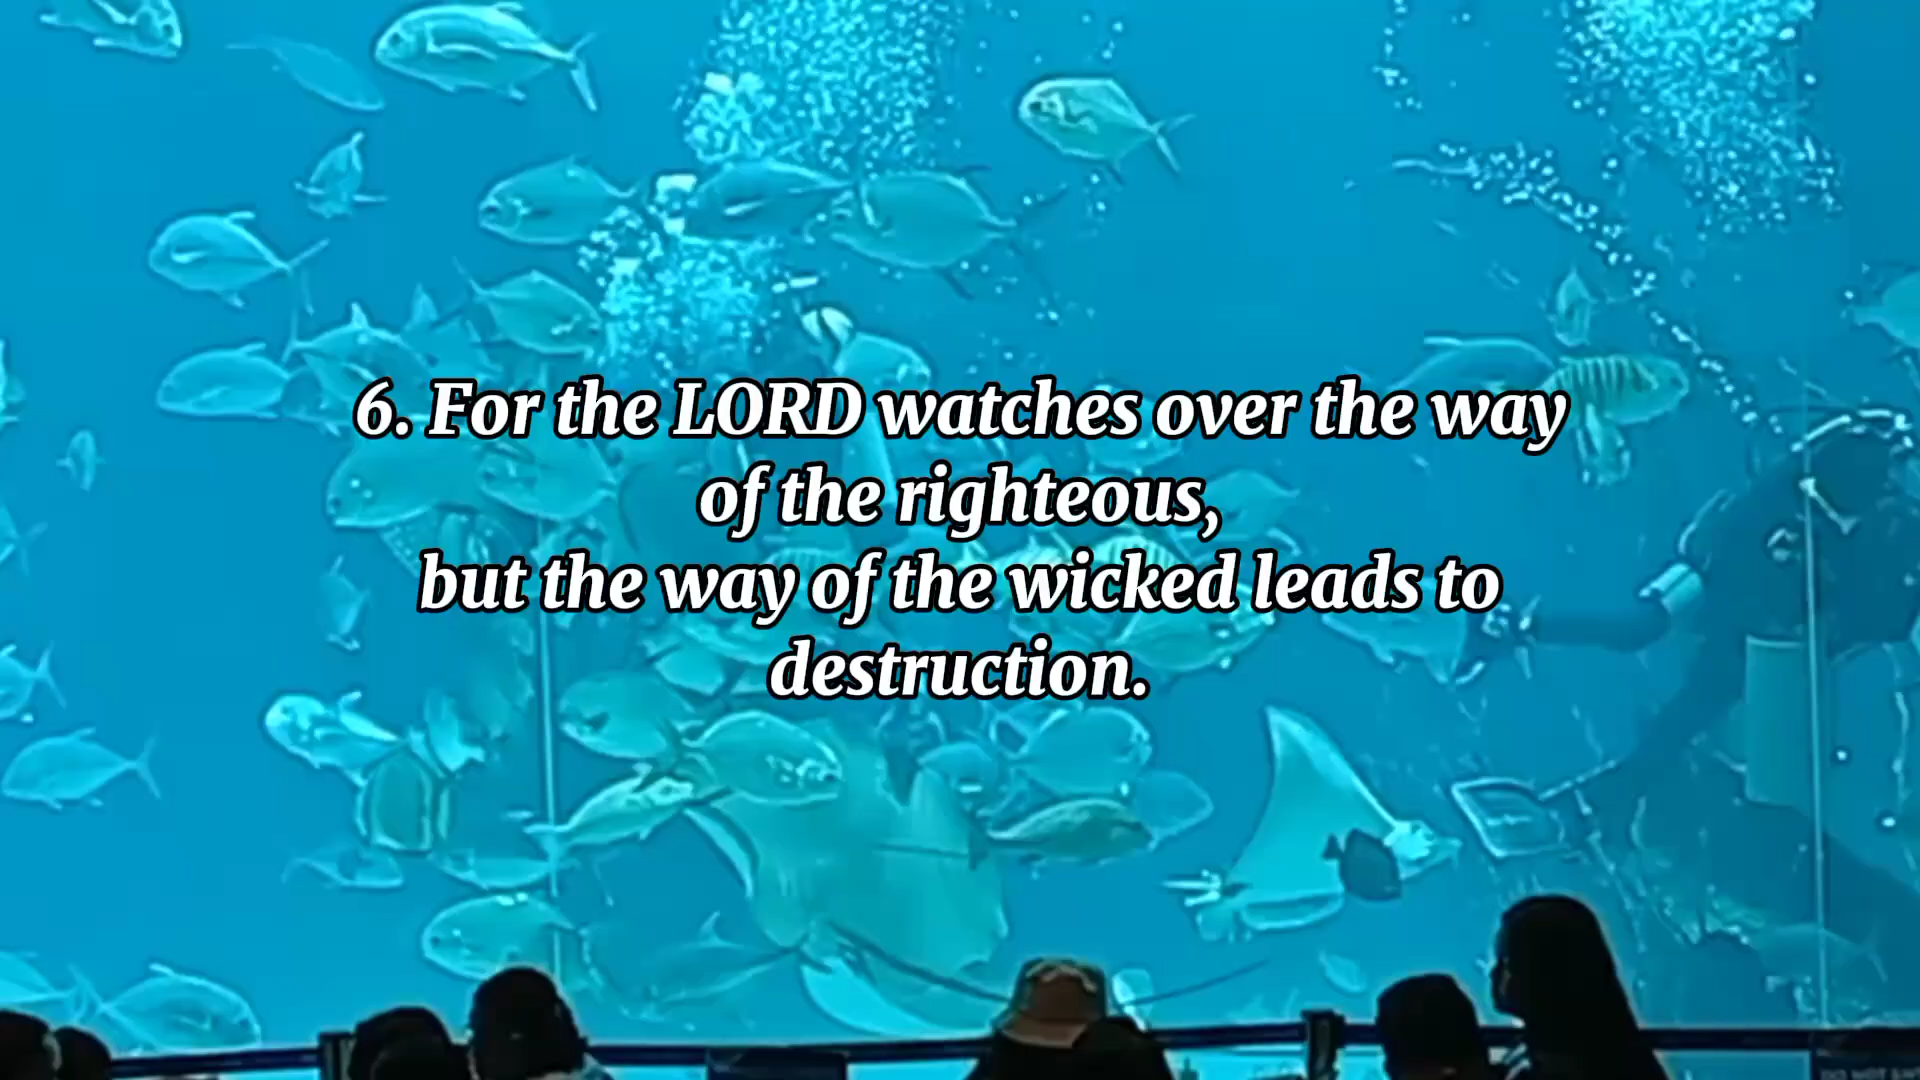 6. For the LORD watches over the way
of the righteous,
but the way of the wicked leads to
destruction.